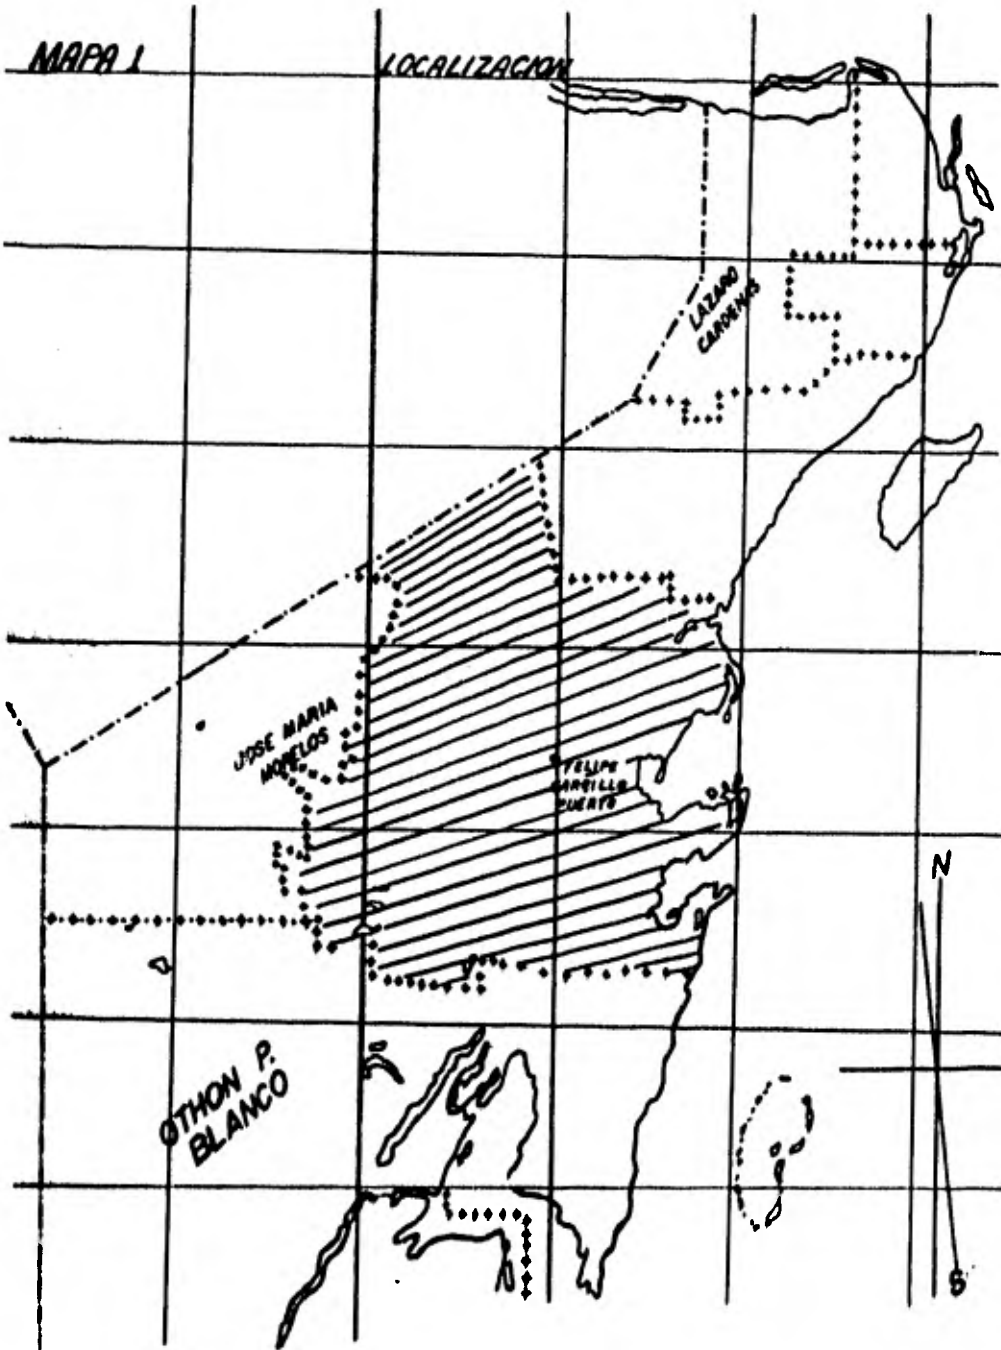 MAPA 1
LOCALIZACION
LAZARO
CARDENAS
JOSE MARIA
MORELOS
FELIPE
CARRILLO
PUERTO
N
OTHON P.
BLANCO
S